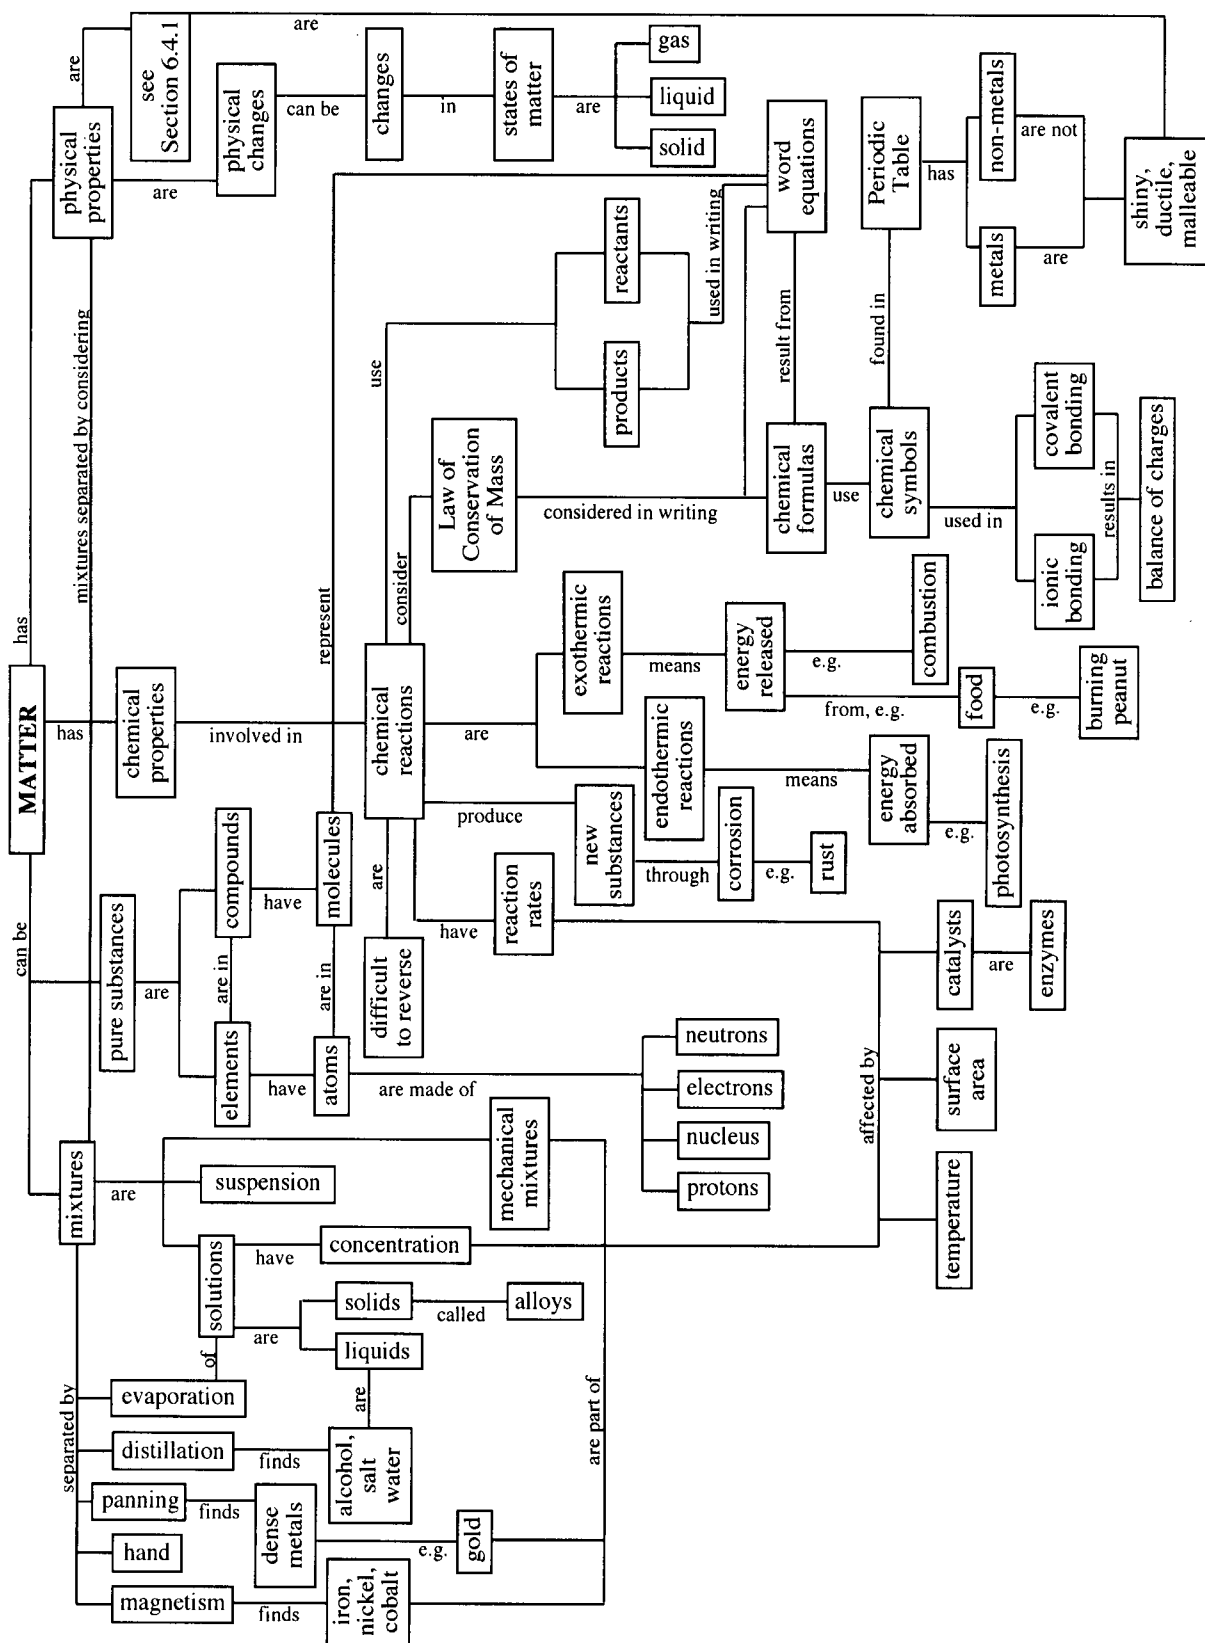 MATTER
has
can be
has
physical
properties
are
see
Section 6.4.1
are
are
physical
changes
can be
changes
in
states of
matter
are
gas
liquid
solid
mixtures separated by considering
chemical
properties
involved in
chemical
reactions
use
reactants
products
used in writing
word
equations
consider
Law of
Conservation
of Mass
considered in writing
chemical
formulas
result from
use
chemical
symbols
found in
Periodic
Table
has
non-metals
are not
metals
are
shiny,
ductile,
malleable
used in
covalent
bonding
ionic
bonding
results in
balance of charges
are
exothermic
reactions
means
energy
released
e.g.
combustion
from, e.g.
food
e.g.
burning
peanut
endothermic
reactions
means
energy
absorbed
e.g.
photosynthesis
produce
new
substances
through
corrosion
e.g.
rust
are
difficult
to reverse
have
reaction
rates
affected by
catalysts
are
enzymes
surface
area
temperature
pure substances
are
compounds
have
molecules
represent
are in
elements
have
atoms
are in
are made of
neutrons
electrons
nucleus
protons
mixtures
are
suspension
mechanical
mixtures
solutions
have
concentration
are
solids
called
alloys
liquids
are
separated by
evaporation
of
distillation
finds
alcohol,
salt
water
panning
finds
dense
metals
e.g.
gold
hand
magnetism
finds
iron,
nickel,
cobalt
are part of